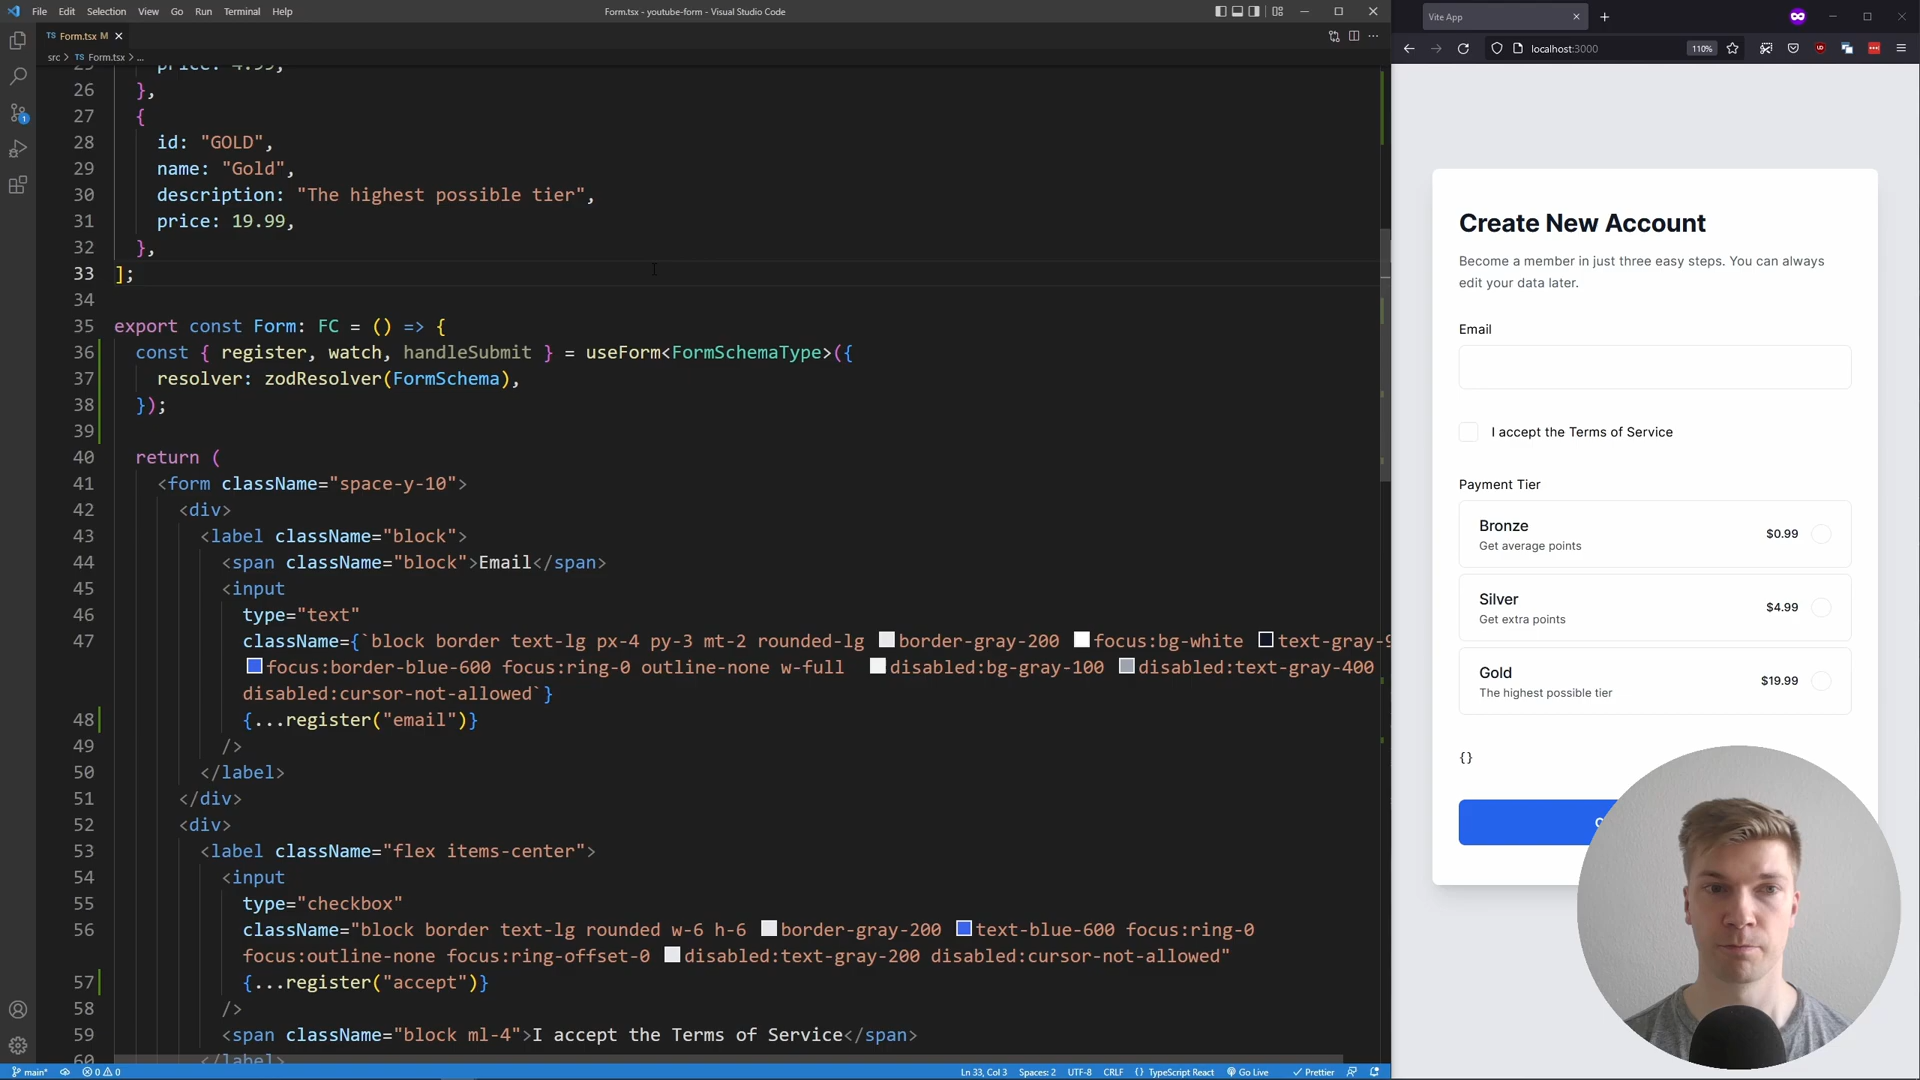 File Edit Selection View Go Run Terminal Help
Form.tsx - youtube-form - Visual Studio Code
TS Form.tsx M
src > TS Form.tsx > ...
price: 4.99,
26 },
27 {
28 id: "GOLD",
29 name: "Gold",
30 description: "The highest possible tier",
31 price: 19.99,
32 },
33 ];
34
35 export const Form: FC = () => {
36 const { register, watch, handleSubmit } = useForm<FormSchemaType>({
37 resolver: zodResolver(FormSchema),
38 });
39
40 return (
41 <form className="space-y-10">
42 <div>
43 <label className="block">
44 <span className="block">Email</span>
45 <input
46 type="text"
47 className={`block border text-lg px-4 py-3 mt-2 rounded-lg border-gray-200 focus:bg-white text-gray-9
focus:border-blue-600 focus:ring-0 outline-none w-full disabled:bg-gray-100 disabled:text-gray-400
disabled:cursor-not-allowed`}
48 {...register("email")}
49 />
50 </label>
51 </div>
52 <div>
53 <label className="flex items-center">
54 <input
55 type="checkbox"
56 className="block border text-lg rounded w-6 h-6 border-gray-200 text-blue-600 focus:ring-0
focus:outline-none focus:ring-offset-0 disabled:text-gray-200 disabled:cursor-not-allowed"
57 {...register("accept")}
58 />
59 <span className="block ml-4">I accept the Terms of Service</span>
60 </label>
main* 0 0
Ln 33, Col 3 Spaces: 2 UTF-8 CRLF {} TypeScript React Go Live Prettier
1
Vite App
localhost:3000
110%
Create New Account
Become a member in just three easy steps. You can always
edit your data later.
Email
I accept the Terms of Service
Payment Tier
Bronze
Get average points
$0.99
Silver
Get extra points
$4.99
Gold
The highest possible tier
$19.99
{}